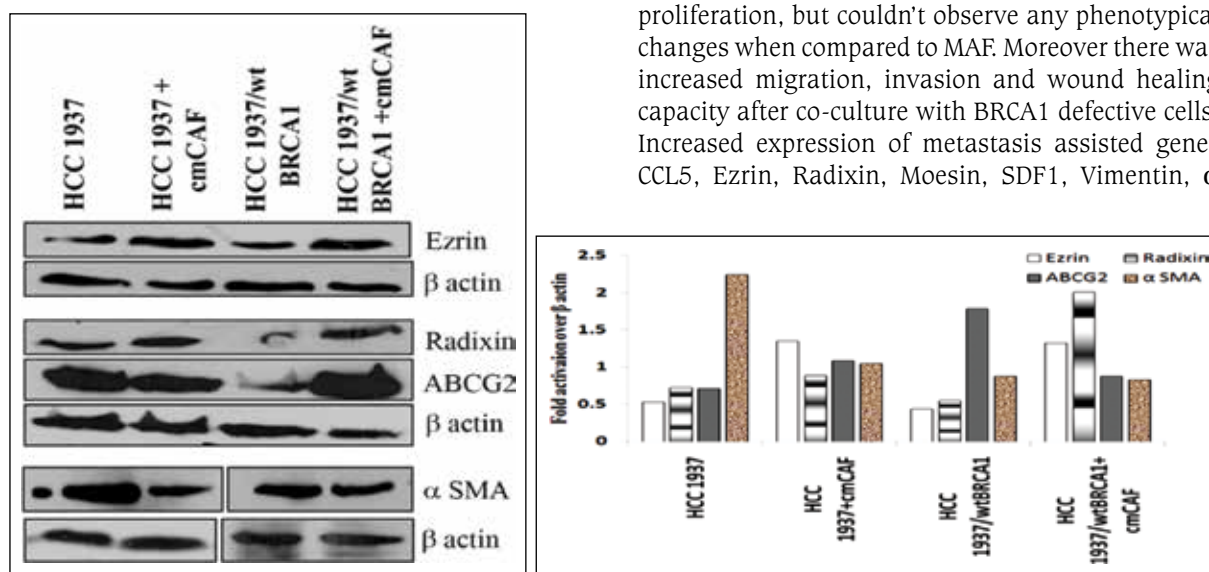 HCC 1937
HCC 1937 +
cmCAF
HCC 1937/wt
BRCA1
HCC 1937/wt
BRCA1 +cmCAF
Ezrin
β actin
Radixin
ABCG2
β actin
α SMA
β actin
proliferation, but couldn't observe any phenotypical
changes when compared to MAF. Moreover there wa
increased migration, invasion and wound healing
capacity after co-culture with BRCA1 defective cells
Increased expression of metastasis assisted gene
CCL5, Ezrin, Radixin, Moesin, SDF1, Vimentin, α
Fold activaion over β actin
2.5
2
1.5
1
0.5
0
Ezrin
Radixin
ABCG2
α SMA
HCC 1937
HCC
1937+cmCAF
HCC
1937/wtBRCA1
HCC
1937/wtBRCA1+
cmCAF